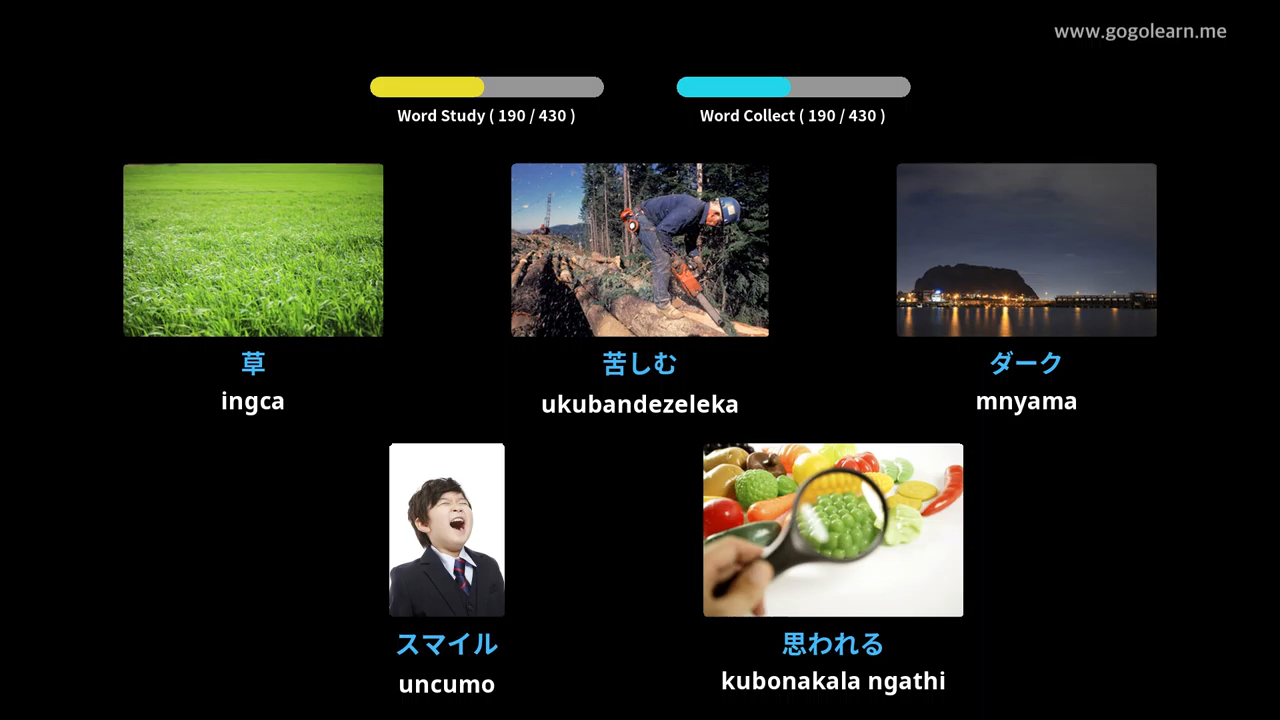 www.gogolearn.me
Word Study ( 190 / 430 )
Word Collect ( 190 / 430 )
草
苦しむ
ダーク
ingca
ukubandezeleka
mnyama
スマイル
思われる
uncumo
kubonakala ngathi